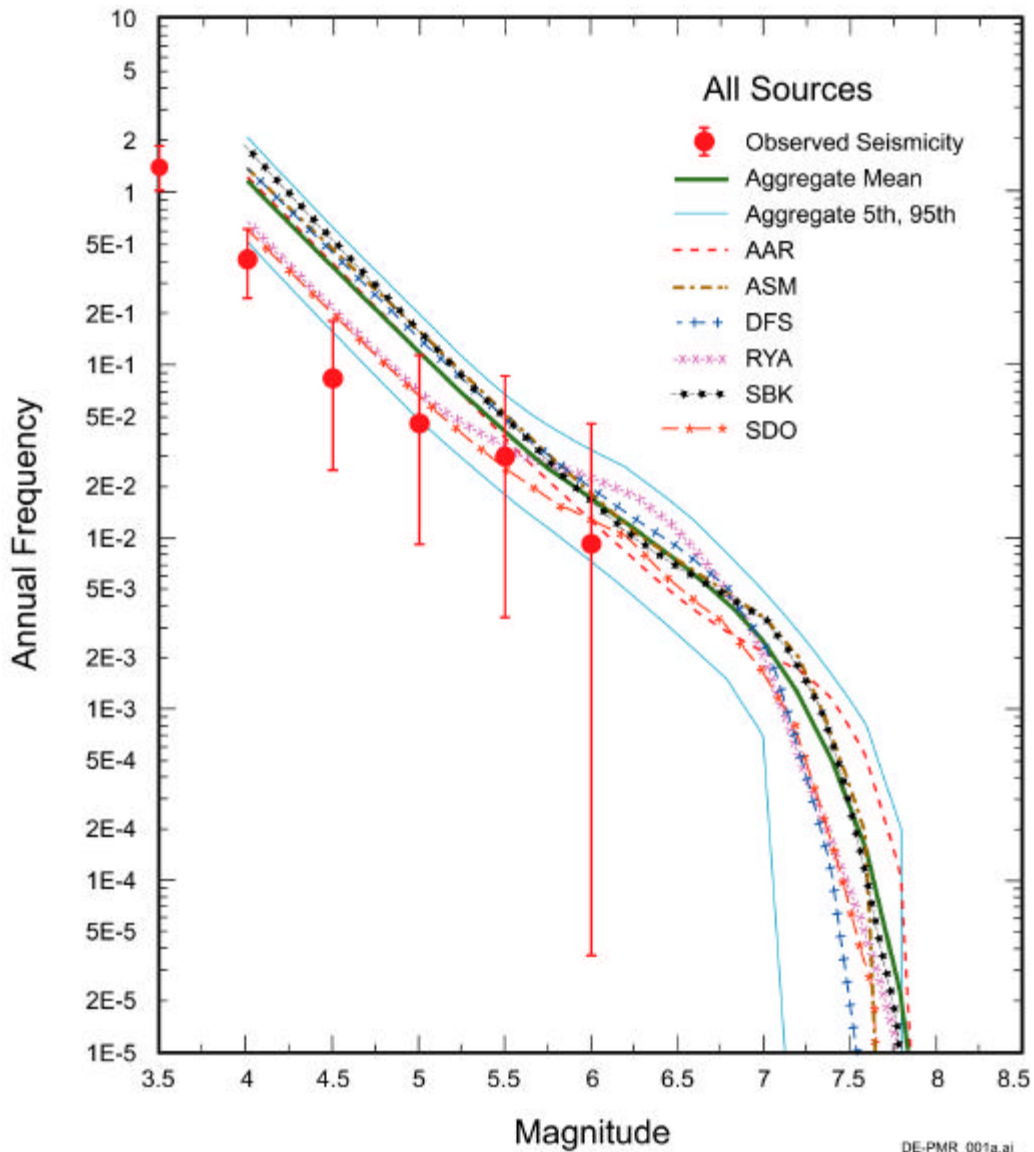 10
5
2
1
5E-1
2E-1
1E-1
5E-2
2E-2
1E-2
5E-3
2E-3
1E-3
5E-4
2E-4
1E-4
5E-5
2E-5
1E-5
Annual Frequency
All Sources
Observed Seismicity
Aggregate Mean
Aggregate 5th, 95th
AAR
ASM
DFS
RYA
SBK
SDO
3.5 4 4.5 5 5.5 6 6.5 7 7.5 8 8.5
Magnitude
DE-PMR_001a.ai